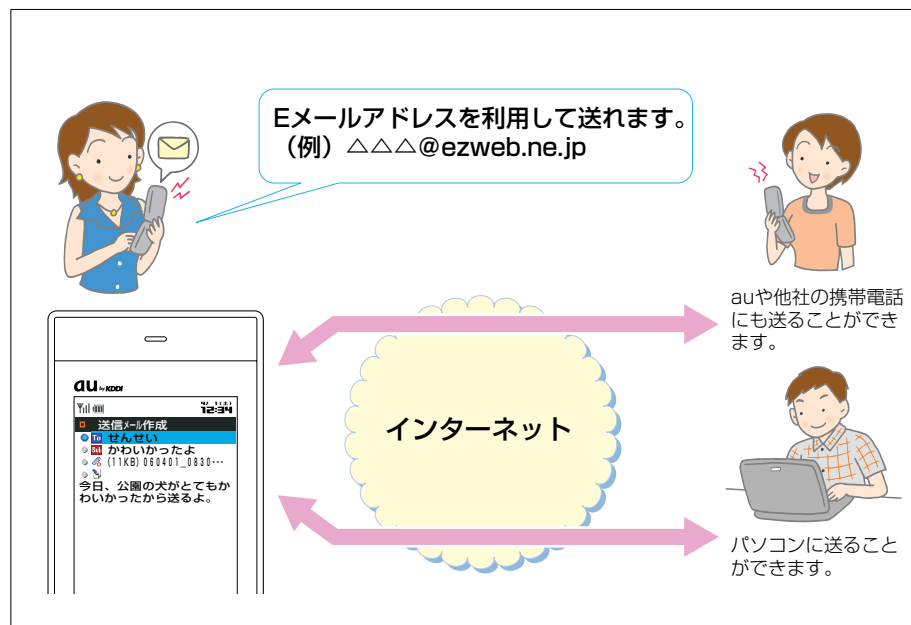 Eメールアドレスを利用して送れます。
(例)△△△@ezweb.ne.jp
auや他社の携帯電話
にも送ることができ
ます。
インターネット
パソコンに送ること
ができます。
au by KDDI
4/ 1(土)
12:34
送信メール作成
To せんせい
Sub かわいかったよ
(11KB)060401_0830…
今日、公園の犬がとてもか
わいかったから送るよ。